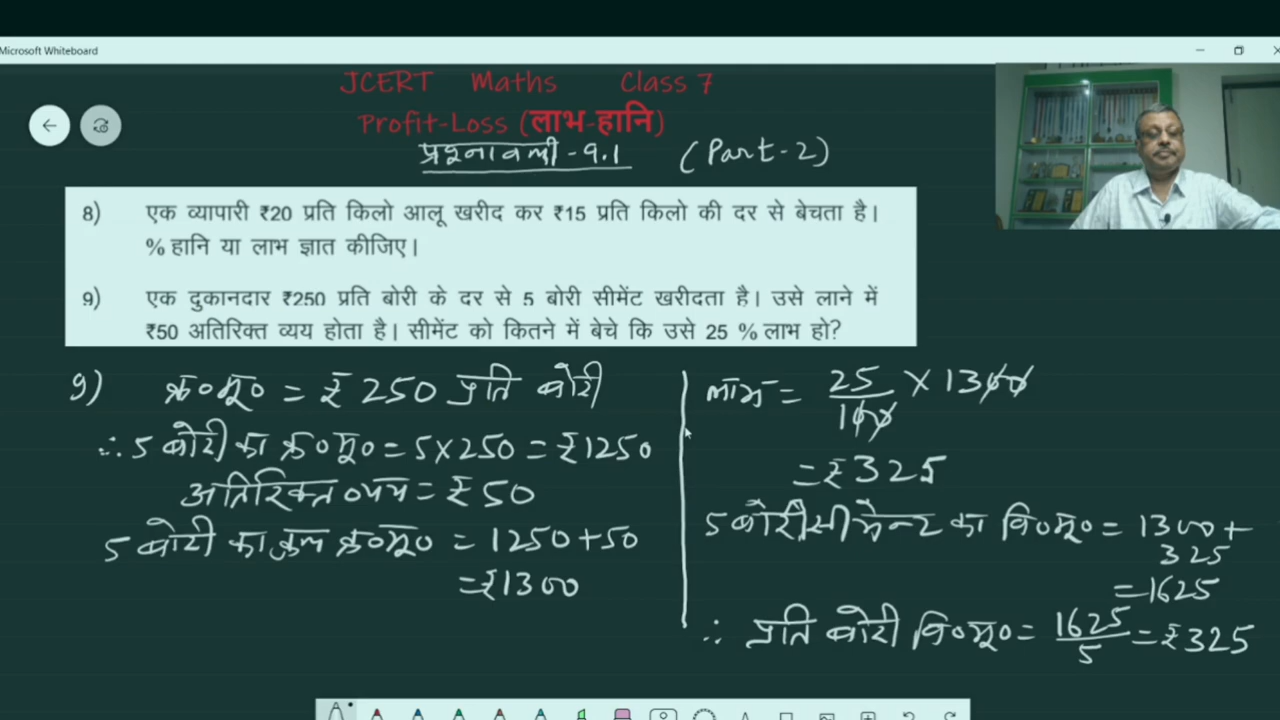 Microsoft Whiteboard
JCERT Maths Class 7
Profit-Loss (लाभ-हानि)
प्रश्नावली-9.1 (Part-2)
8) एक व्यापारी ₹20 प्रति किलो आलू खरीद कर ₹15 प्रति किलो की दर से बेचता है।
% हानि या लाभ ज्ञात कीजिए।
9) एक दुकानदार ₹250 प्रति बोरी के दर से 5 बोरी सीमेंट खरीदता है। उसे लाने में
₹50 अतिरिक्त व्यय होता है। सीमेंट को कितने में बेचे कि उसे 25 % लाभ हो?
9) क्र०मू० = ₹ 250 प्रति बोरी
∴ 5 बोरी का क्र०मू० = 5×250 = ₹1250
अतिरिक्त व्यय = ₹ 50
5 बोरी का कुल क्र०मू० = 1250+50
= ₹1300
लाभ = 25/100 × 1300
= ₹325
5 बोरी सीमेन्ट का वि०मू० = 1300+
325
= 1625
∴ प्रति बोरी वि०मू० = 1625/5 = ₹325